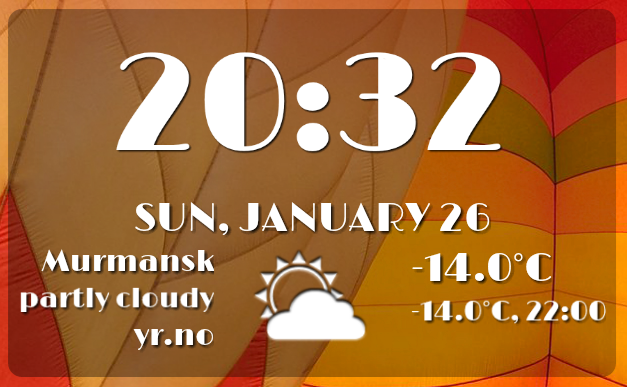 20:32
SUN, JANUARY 26
Murmansk
partly cloudy
yr.no
-14.0°C
-14.0°C, 22:00